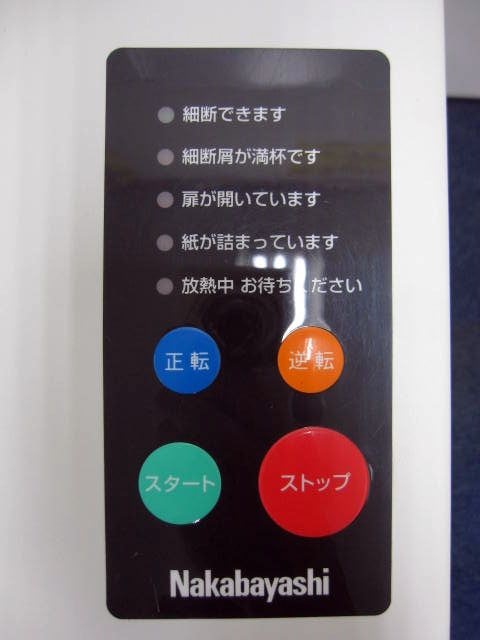 細断できます
細断屑が満杯です
扉が開いています
紙が詰まっています
放熱中 お待ちください
正転
逆転
スタート
ストップ
Nakabayashi